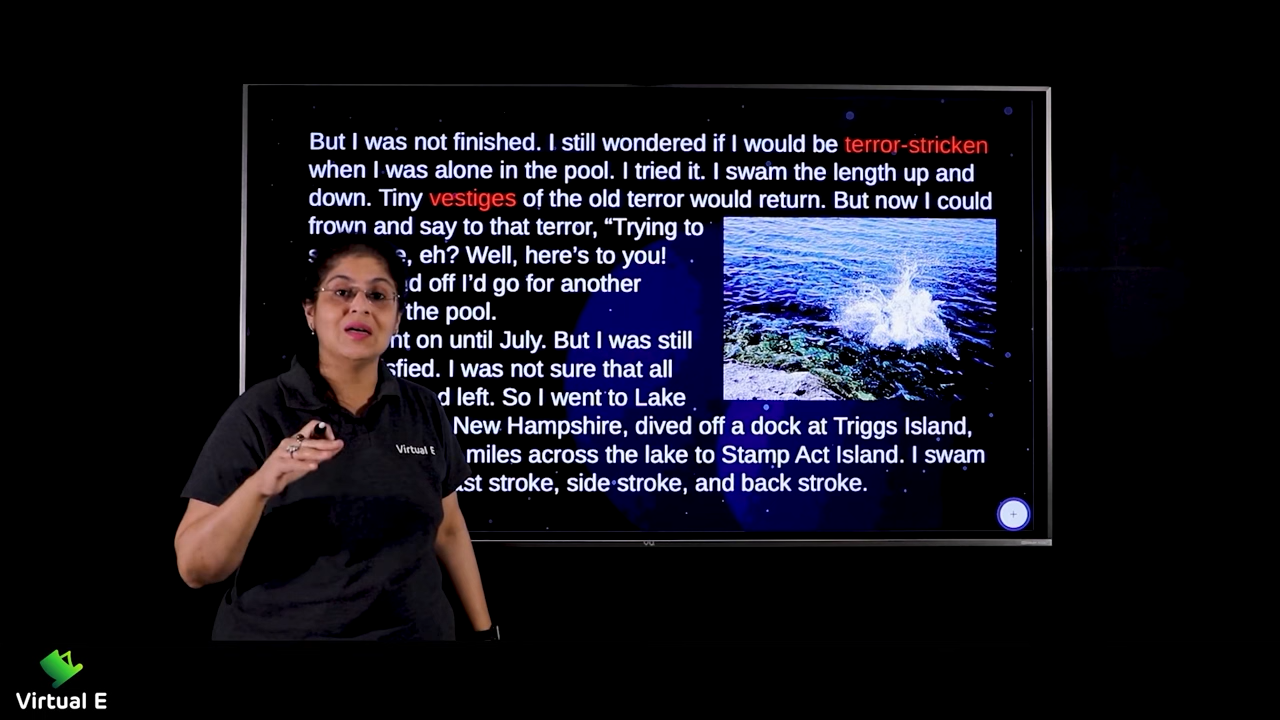 But I was not finished. I still wondered if I would be terror-stricken
when I was alone in the pool. I tried it. I swam the length up and
down. Tiny vestiges of the old terror would return. But now I could
frown and say to that terror, “Trying to
eh? Well, here’s to you!
off I’d go for another
the pool.
on until July. But I was still
I was not sure that all
left. So I went to Lake
New Hampshire, dived off a dock at Triggs Island,
miles across the lake to Stamp Act Island. I swam
stroke, side stroke, and back stroke.
Virtual E
Virtual E